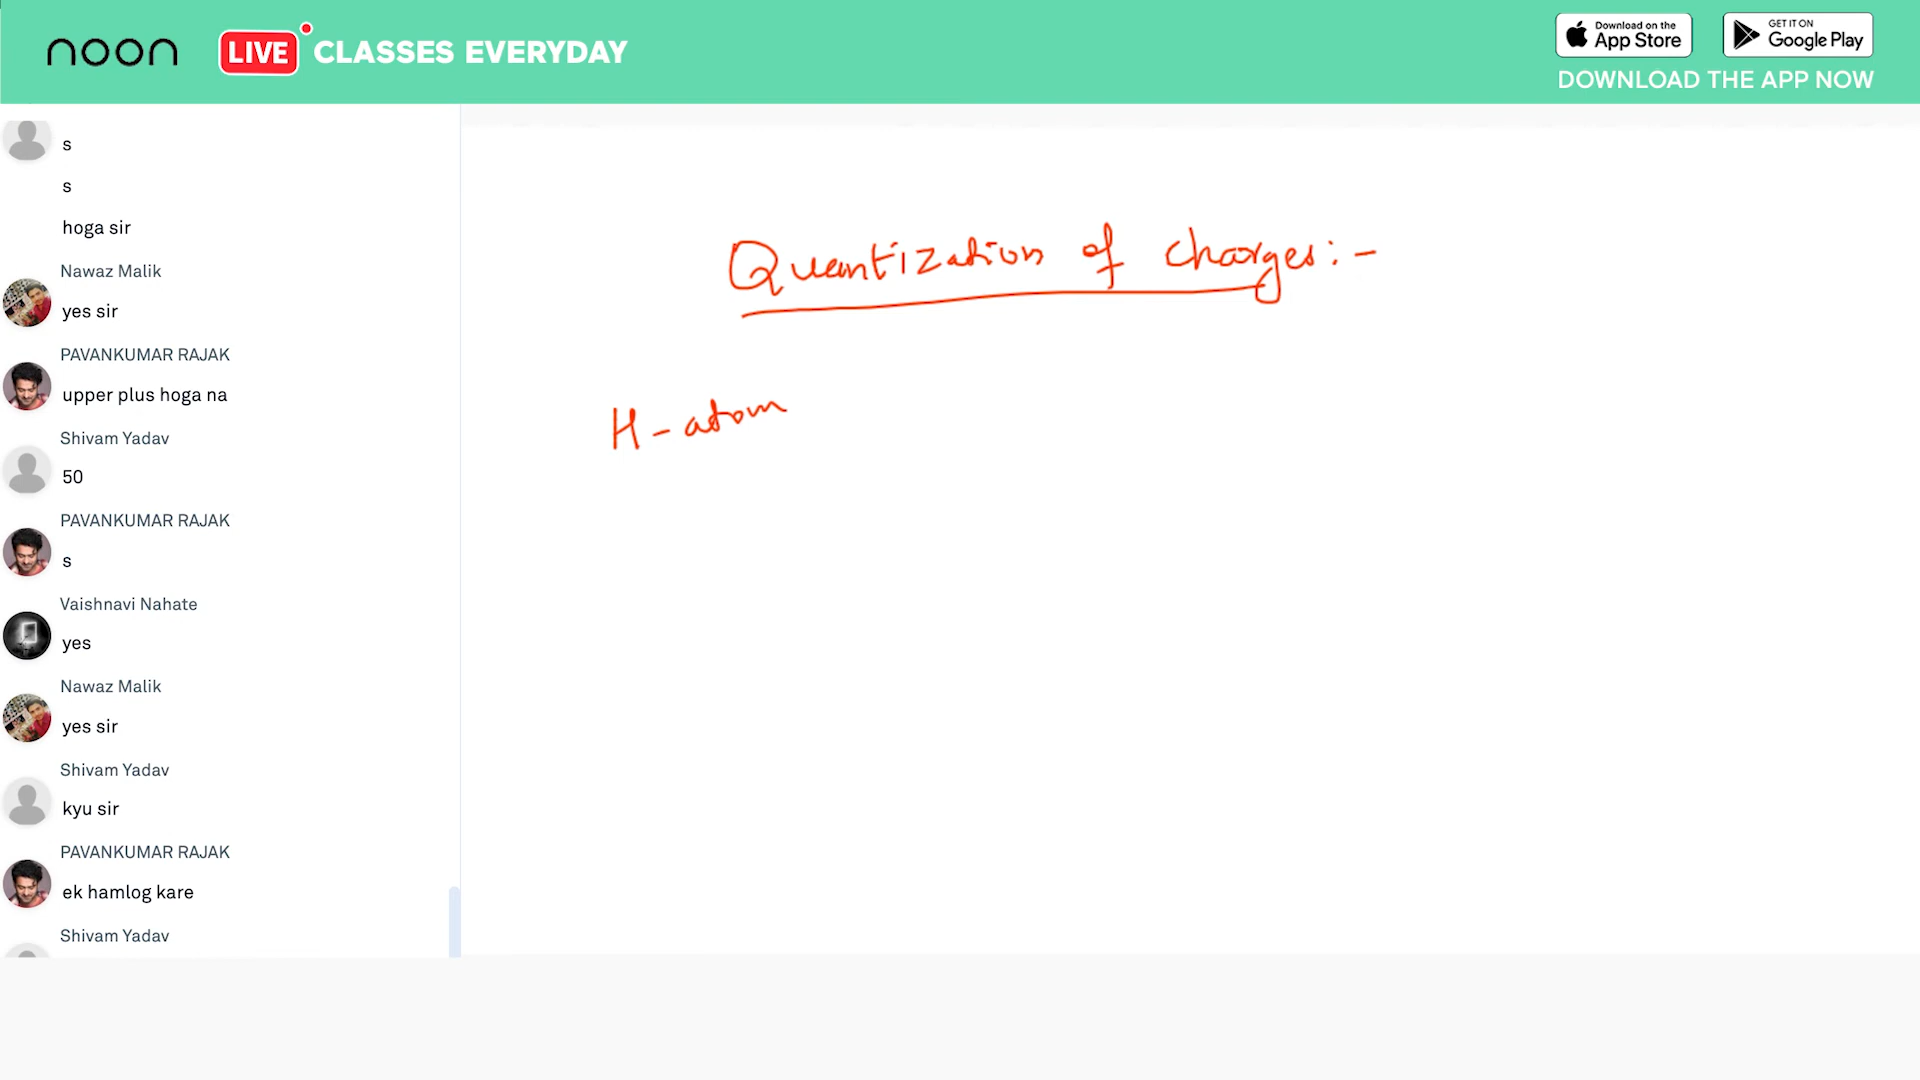 noon LIVE CLASSES EVERYDAY
Download on the App Store
GET IT ON Google Play
DOWNLOAD THE APP NOW
s
s
hoga sir
Nawaz Malik
yes sir
PAVANKUMAR RAJAK
upper plus hoga na
Shivam Yadav
50
PAVANKUMAR RAJAK
s
Vaishnavi Nahate
yes
Nawaz Malik
yes sir
Shivam Yadav
kyu sir
PAVANKUMAR RAJAK
ek hamlog kare
Shivam Yadav
Quantization of charges:-
H-atom